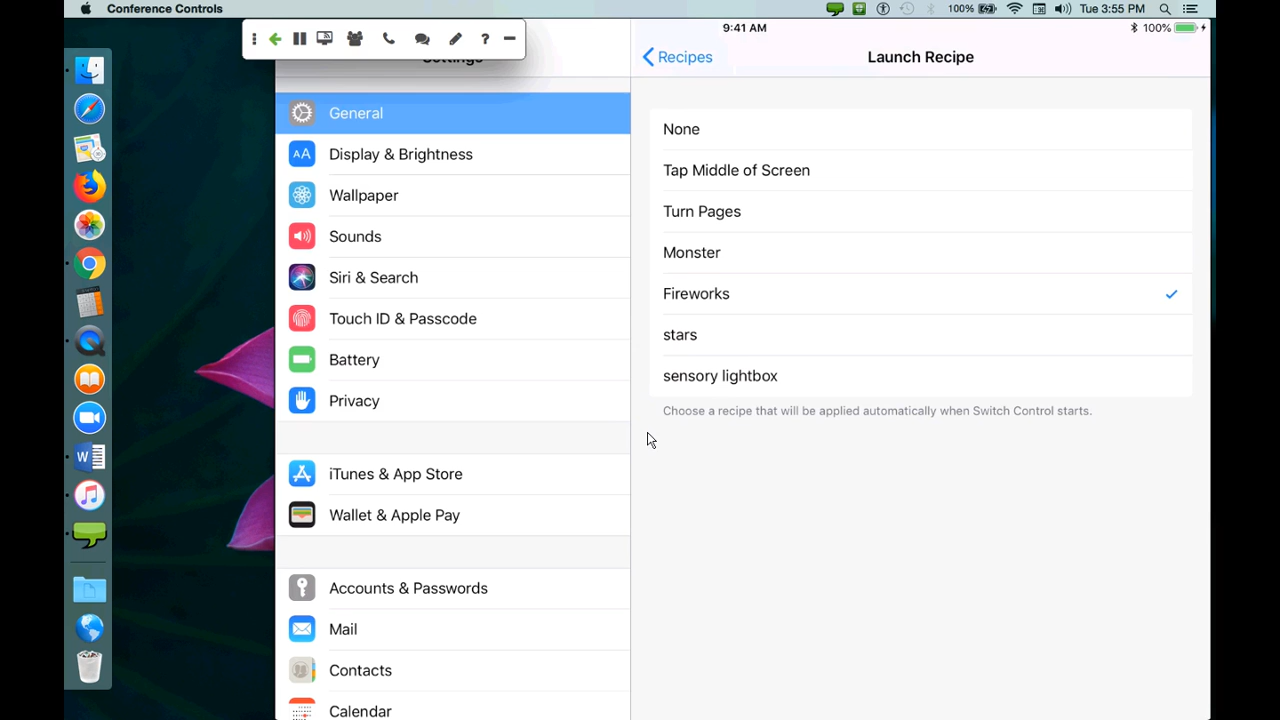 Conference Controls
100%
Tue 3:55 PM
?
9:41 AM
100%
Settings
Recipes
Launch Recipe
General
AA
Display & Brightness
Wallpaper
Sounds
Siri & Search
Touch ID & Passcode
Battery
Privacy
iTunes & App Store
Wallet & Apple Pay
Accounts & Passwords
Mail
Contacts
Calendar
None
Tap Middle of Screen
Turn Pages
Monster
Fireworks
stars
sensory lightbox
Choose a recipe that will be applied automatically when Switch Control starts.
W